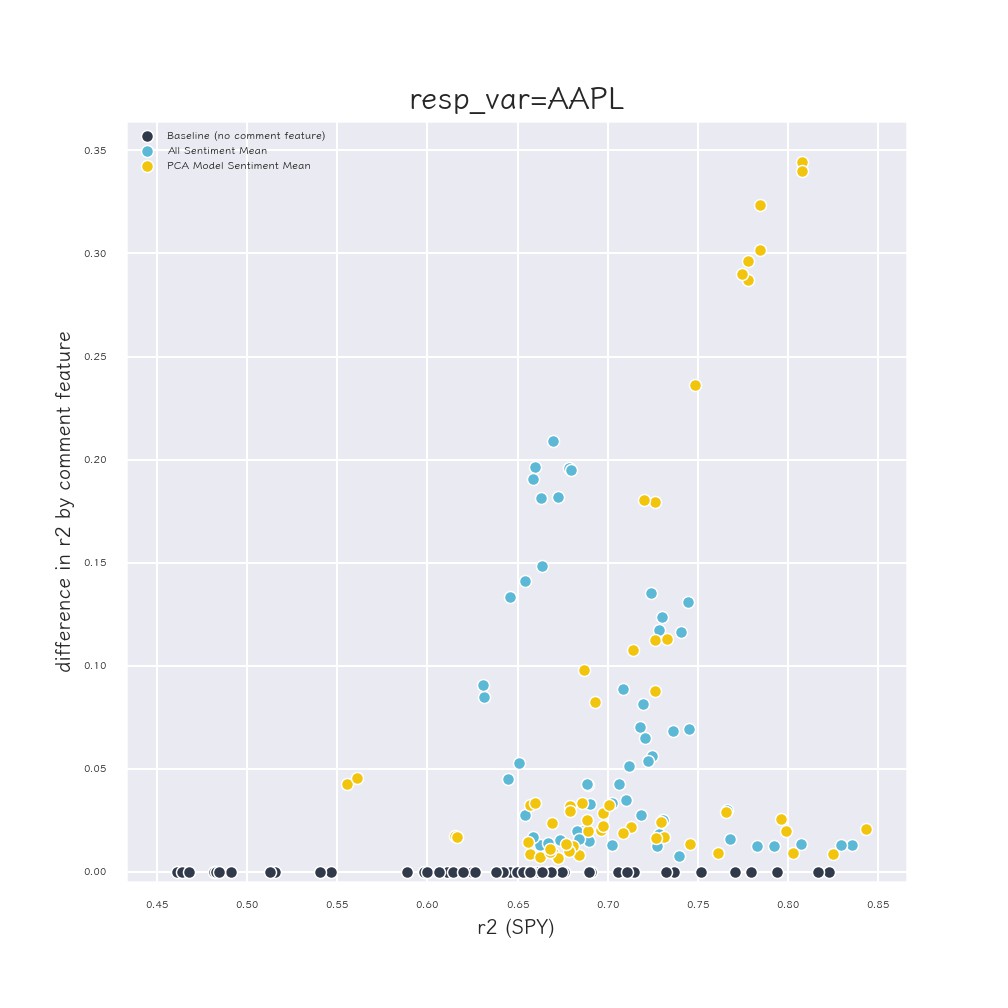 resp_var=AAPL
Baseline (no comment feature)
All Sentiment Mean
PCA Model Sentiment Mean
difference in r2 by comment feature
0.35
0.30
0.25
0.20
0.15
0.10
0.05
0.00
0.45 0.50 0.55 0.60 0.65 0.70 0.75 0.80 0.85
r2 (SPY)